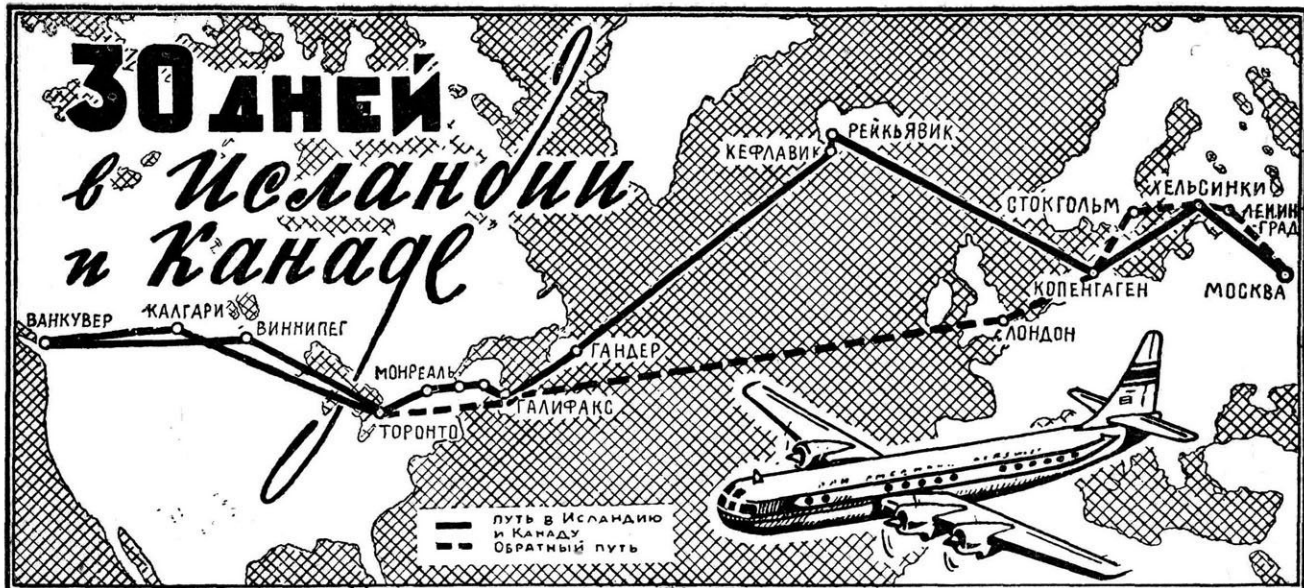 30 ДНЕЙ
в Исландии
и Канаде
РЕЙКЬЯВИК
КЕФЛАВИК
ХЕЛЬСИНКИ
СТОКГОЛЬМ
ЛЕНИН
ГРАД
КОПЕНГАГЕН
МОСКВА
ВАНКУВЕР
КАЛГАРИ
ВИННИПЕГ
МОНРЕАЛЬ
ГАНДЕР
ЛОНДОН
ГАЛИФАКС
ТОРОНТО
ПУТЬ В ИСЛАНДИЮ
И КАНАДУ
ОБРАТНЫЙ ПУТЬ